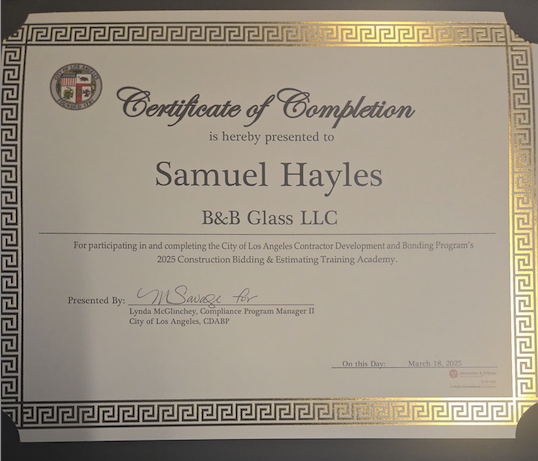 Certificate of Completion
is hereby presented to
Samuel Hayles
B&B Glass LLC
For participating in and completing the City of Los Angeles Contractor Development and Bonding Program's
2025 Construction Bidding & Estimating Training Academy.
Presented By: M Savage for
Lynda McGlinchey, Compliance Program Manager II
City of Los Angeles, CDABP
On this Day: March 18, 2025